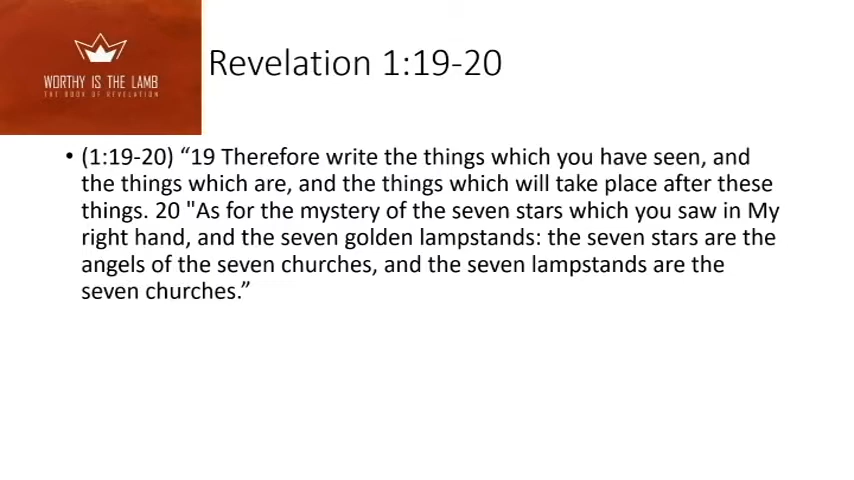 WORTHY IS THE LAMB
THE BOOK OF REVELATION
Revelation 1:19-20
• (1:19-20) “19 Therefore write the things which you have seen, and
the things which are, and the things which will take place after these
things. 20 "As for the mystery of the seven stars which you saw in My
right hand, and the seven golden lampstands: the seven stars are the
angels of the seven churches, and the seven lampstands are the
seven churches.”